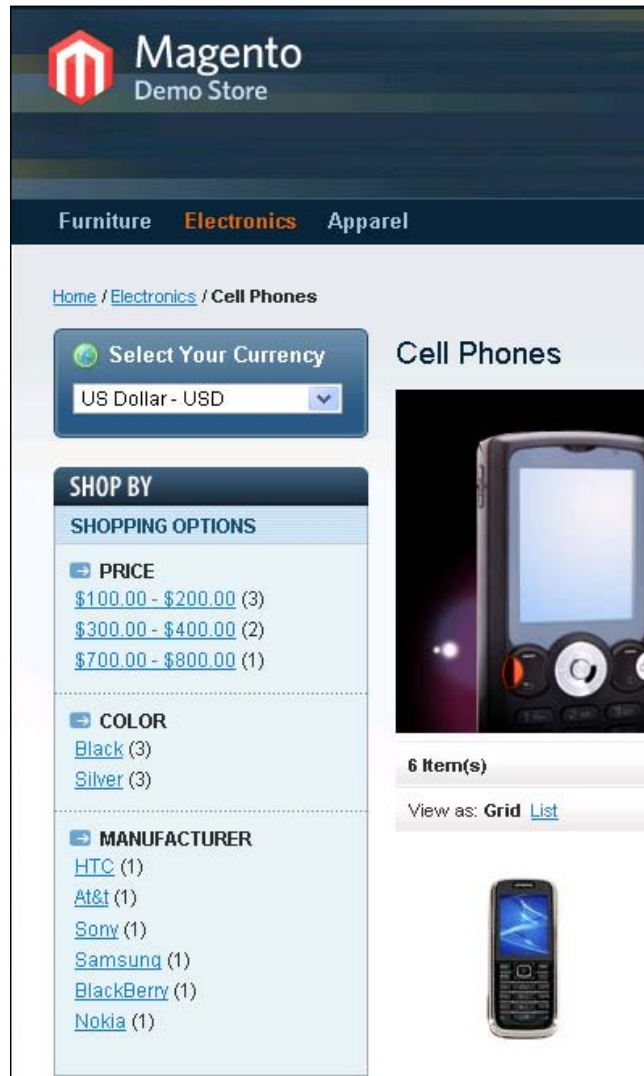 Magento
Demo Store
Furniture Electronics Apparel
Home / Electronics / Cell Phones
Select Your Currency
US Dollar - USD
SHOP BY
SHOPPING OPTIONS
PRICE
$100.00 - $200.00 (3)
$300.00 - $400.00 (2)
$700.00 - $800.00 (1)
COLOR
Black (3)
Silver (3)
MANUFACTURER
HTC (1)
At&t (1)
Sony (1)
Samsung (1)
BlackBerry (1)
Nokia (1)
Cell Phones
6 Item(s)
View as: Grid List